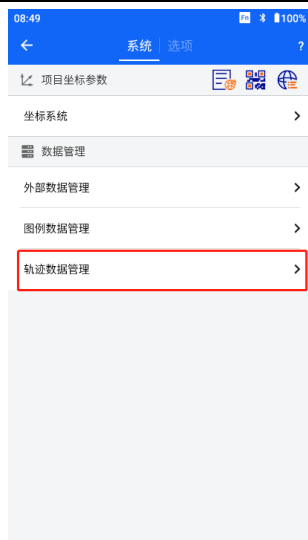 08:49 Fn 100%
系统 选项 ?
项目坐标参数
坐标系统
数据管理
外部数据管理
图例数据管理
轨迹数据管理